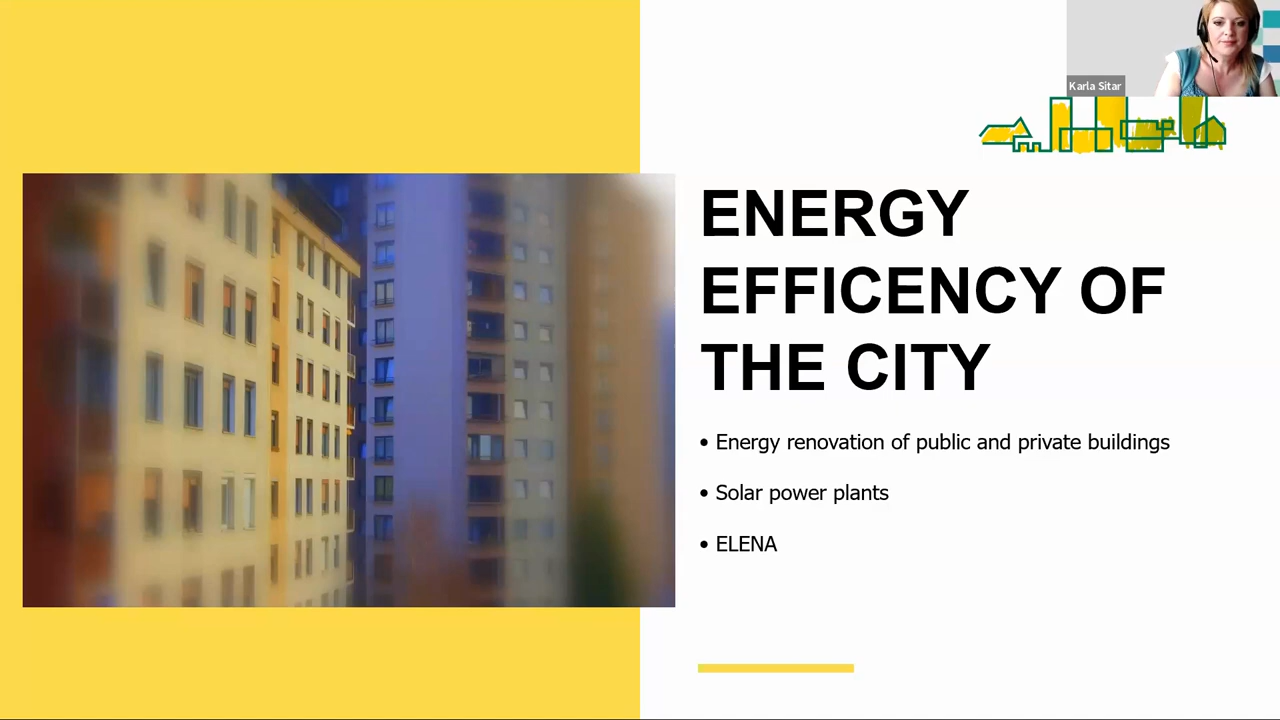 Karla Sitar
ENERGY
EFFICENCY OF
THE CITY
• Energy renovation of public and private buildings
• Solar power plants
• ELENA